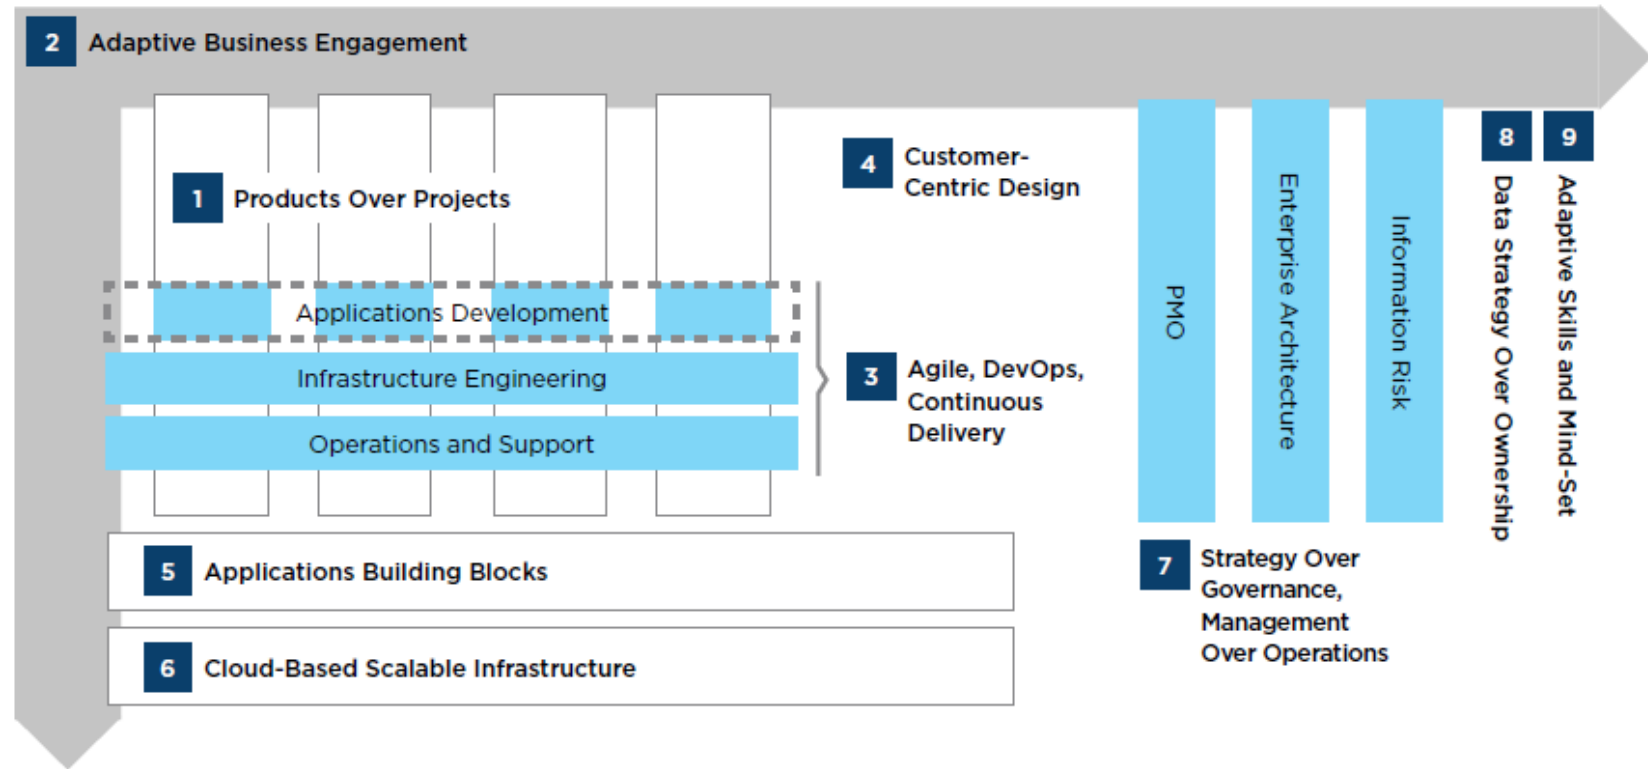 2 Adaptive Business Engagement
1 Products Over Projects
Applications Development
Infrastructure Engineering
Operations and Support
3 Agile, DevOps,
Continuous
Delivery
4 Customer-
Centric Design
5 Applications Building Blocks
6 Cloud-Based Scalable Infrastructure
PMO
Enterprise Architecture
Information Risk
7 Strategy Over
Governance,
Management
Over Operations
8 Data Strategy Over Ownership
9 Adaptive Skills and Mind-Set